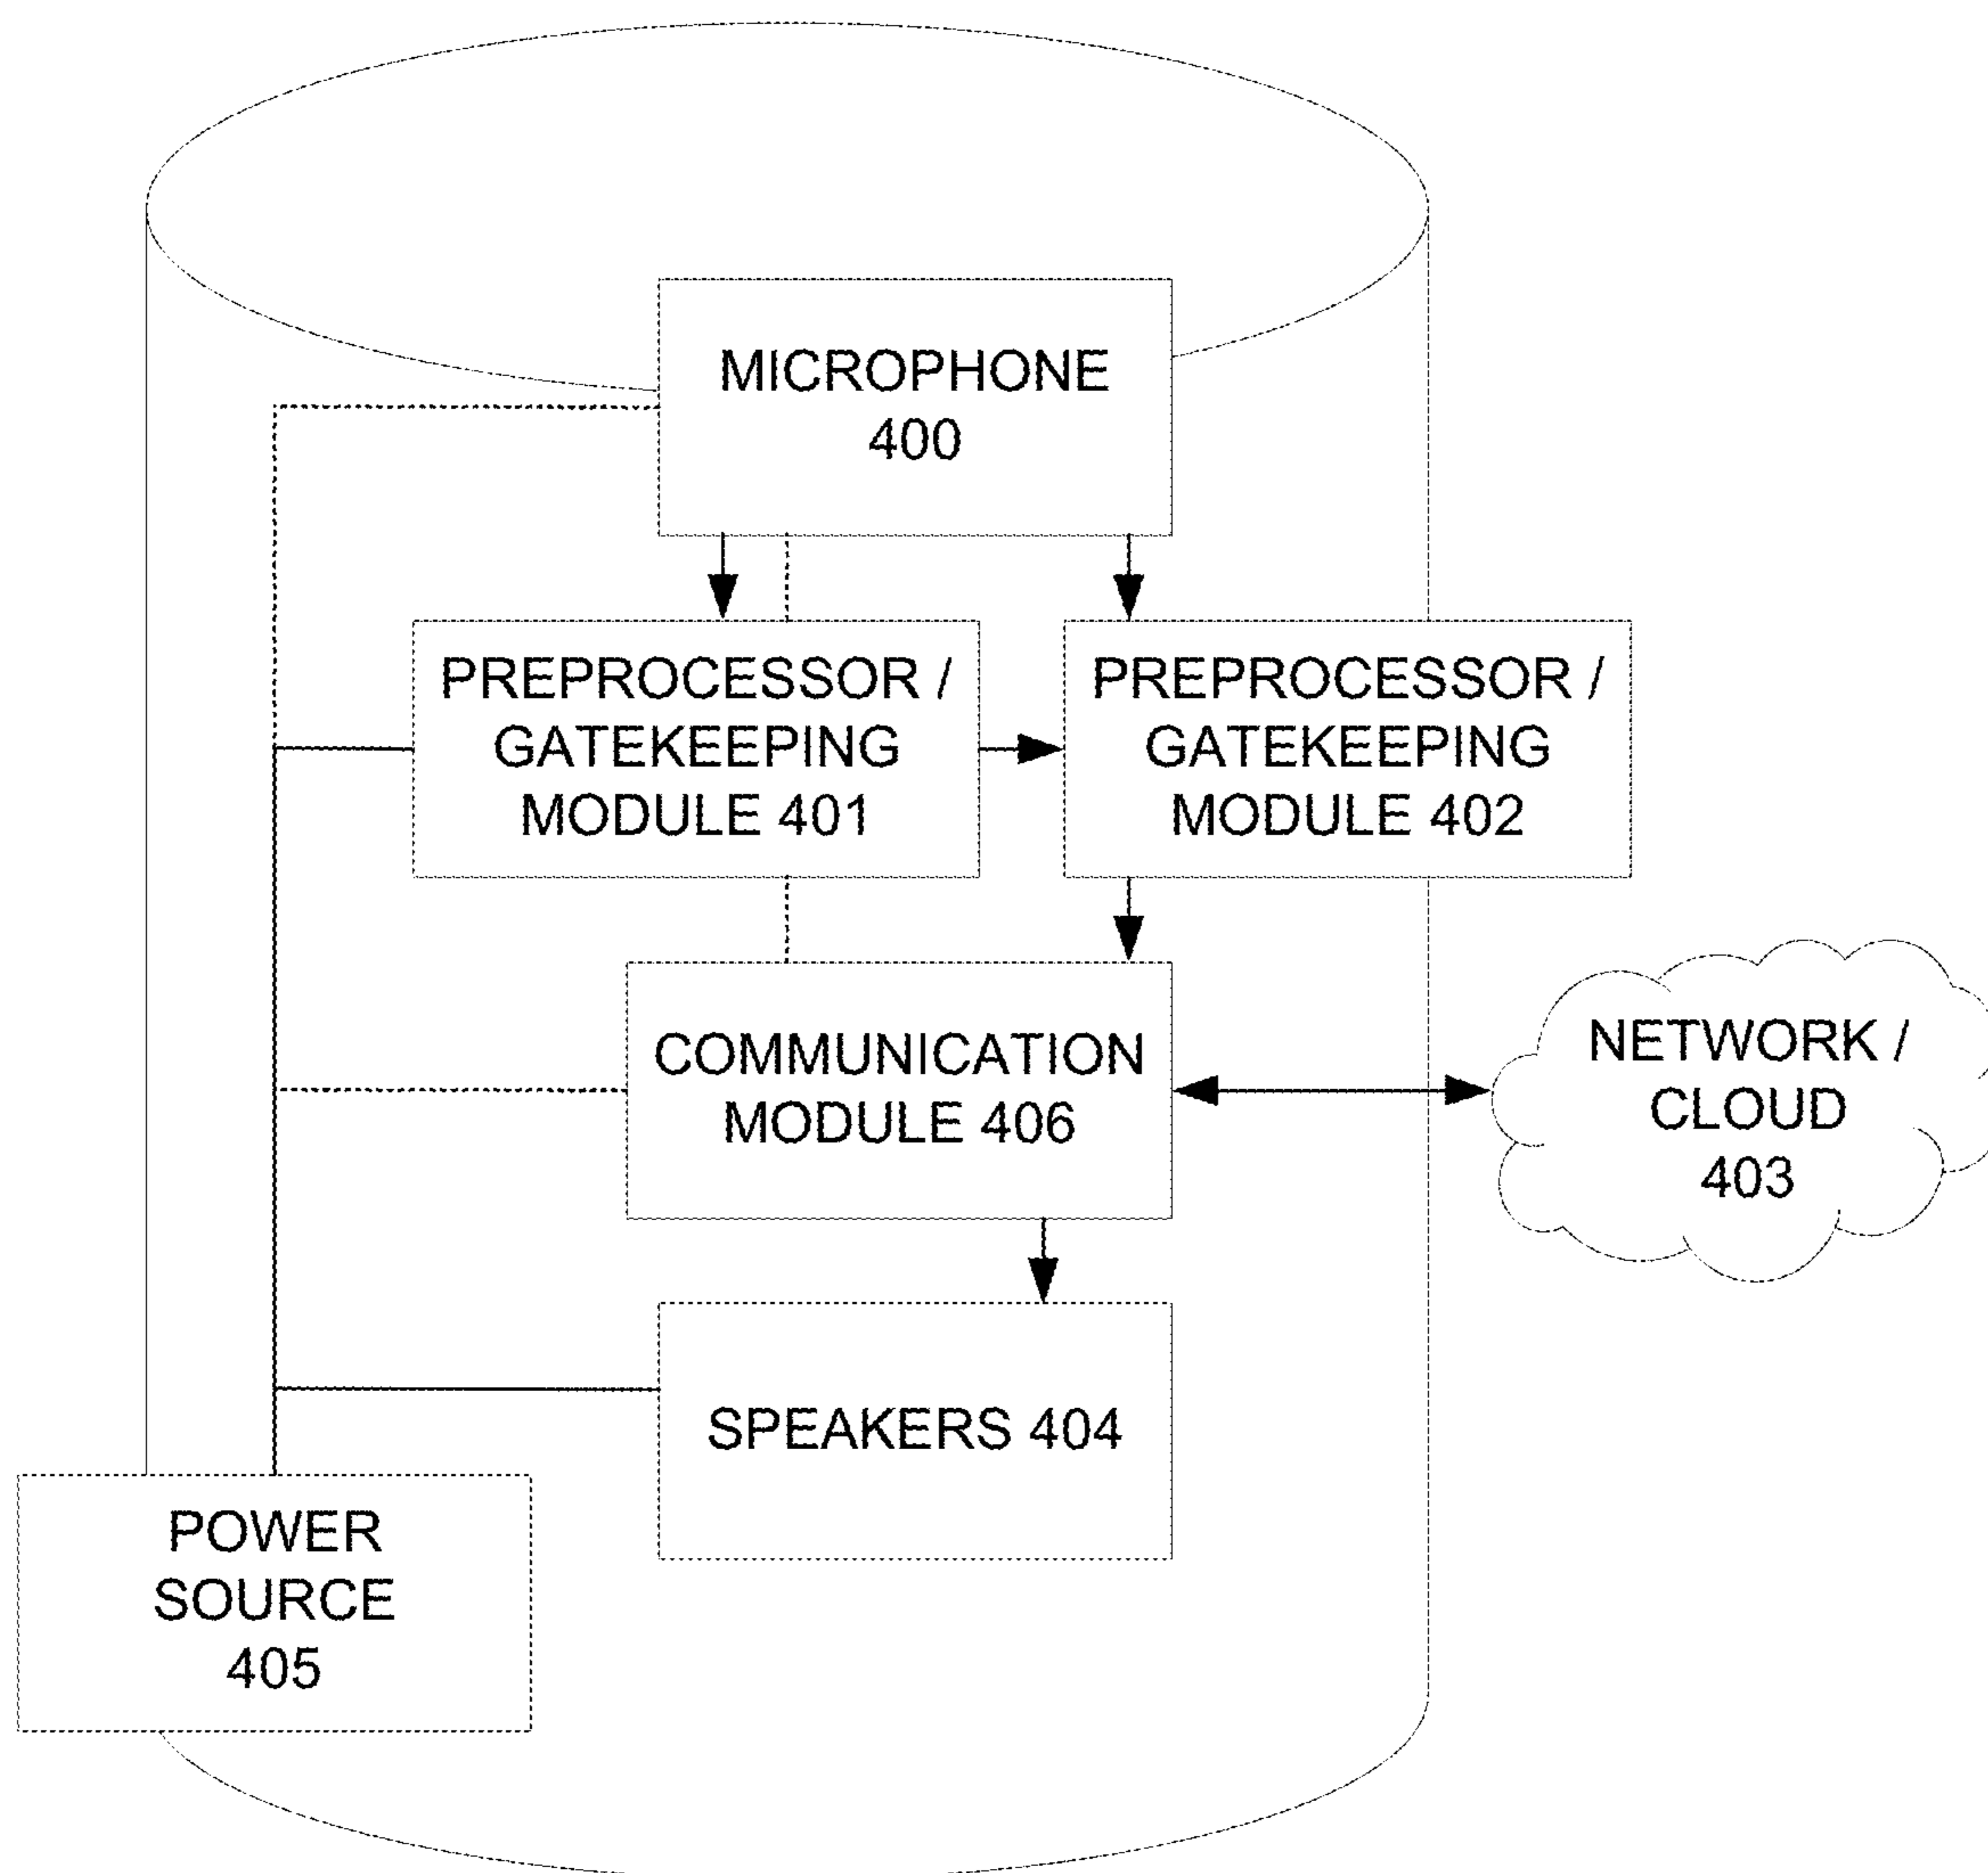 MICROPHONE
400
PREPROCESSOR /
GATEKEEPING
MODULE 401
PREPROCESSOR /
GATEKEEPING
MODULE 402
COMMUNICATION
MODULE 406
NETWORK /
CLOUD
403
SPEAKERS 404
POWER
SOURCE
405